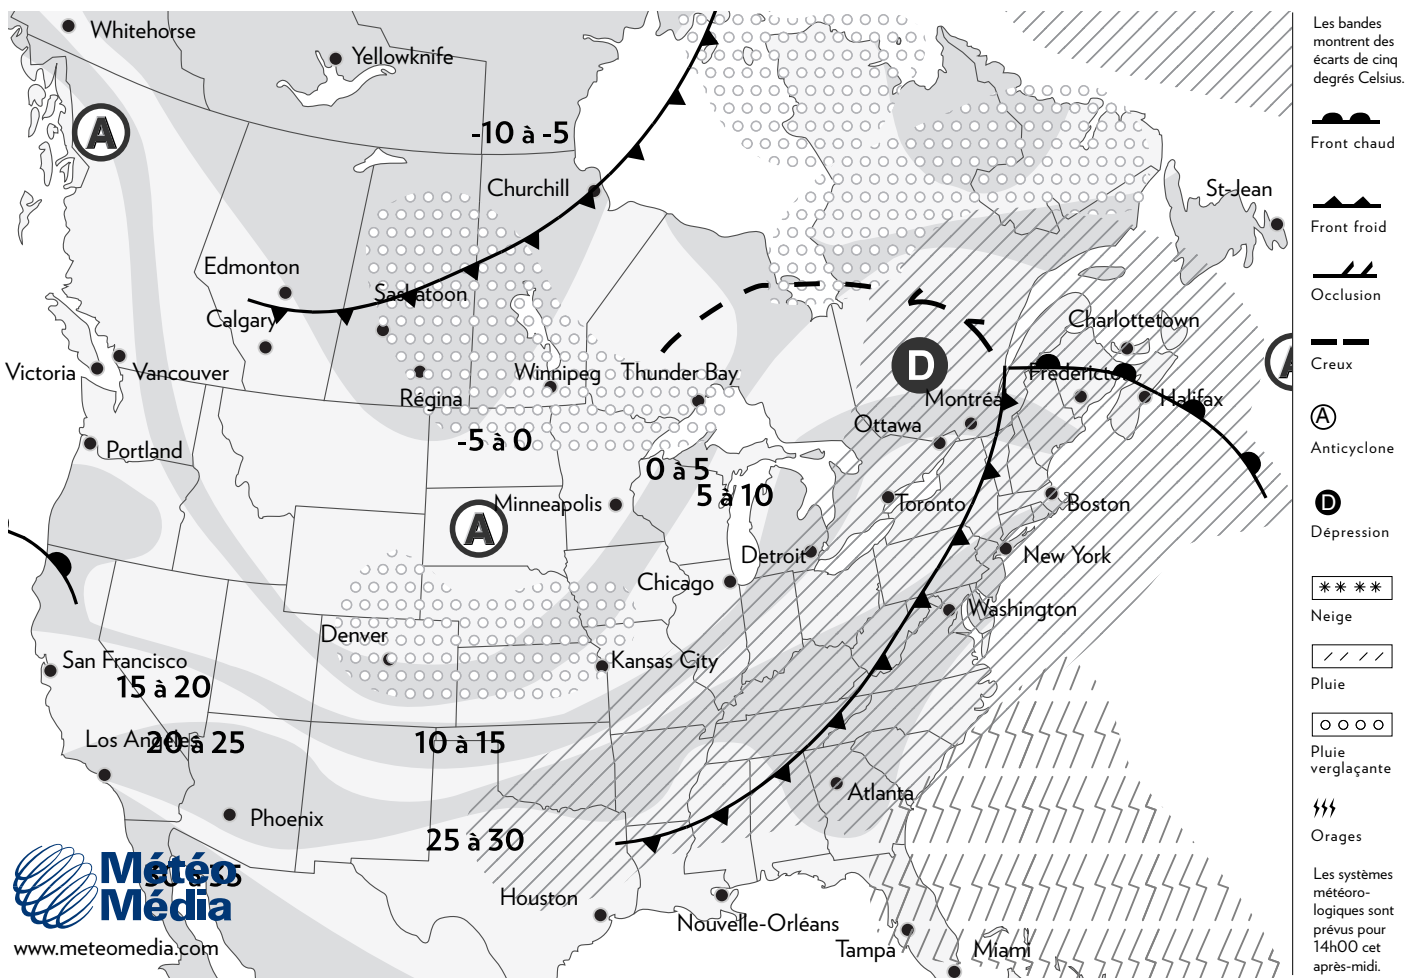 Whitehorse
Yellowknife
A
-10 à -5
Churchill
St-Jean
Edmonton
Saskatoon
Calgary
Charlottetown
Victoria
Vancouver
Régina
Winnipeg
Thunder Bay
D
Fredericton
A
Montréal
Halifax
Ottawa
Portland
-5 à 0
0 à 5
5 à 10
Minneapolis
A
Toronto
Boston
Detroit
New York
Chicago
Washington
Denver
San Francisco
Kansas City
15 à 20
Los Angeles
20 à 25
10 à 15
Phoenix
Atlanta
25 à 30
30 à 35
Houston
Nouvelle-Orléans
Tampa
Miami
Météo
Média
www.meteomedia.com
Les bandes
montrent des
écarts de cinq
degrés Celsius.
Front chaud
Front froid
Occlusion
Creux
A
Anticyclone
D
Dépression
Neige
Pluie
Pluie
verglaçante
Orages
Les systèmes
météoro-
logiques sont
prévus pour
14h00 cet
après-midi.